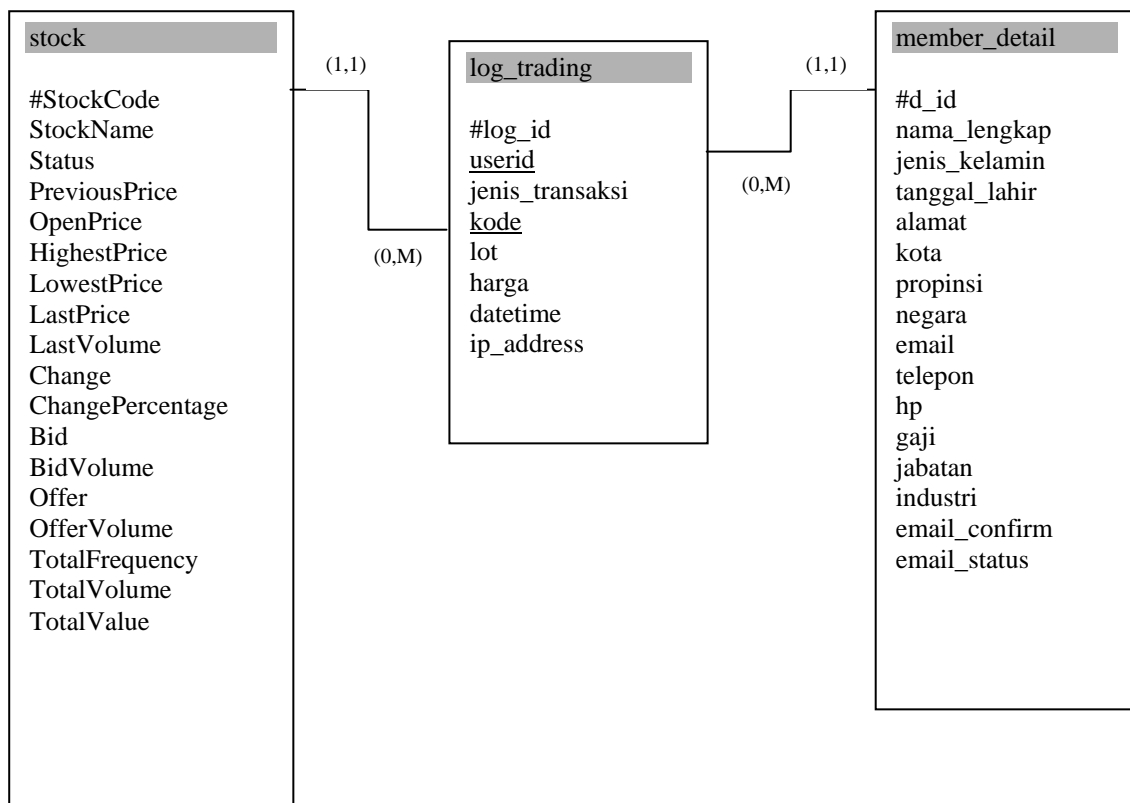 stock
#StockCode
StockName
Status
PreviousPrice
OpenPrice
HighestPrice
LowestPrice
LastPrice
LastVolume
Change
ChangePercentage
Bid
BidVolume
Offer
OfferVolume
TotalFrequency
TotalVolume
TotalValue
(1,1)
(0,M)
log_trading
#log_id
userid
jenis_transaksi
kode
lot
harga
datetime
ip_address
(1,1)
(0,M)
member_detail
#d_id
nama_lengkap
jenis_kelamin
tanggal_lahir
alamat
kota
propinsi
negara
email
telepon
hp
gaji
jabatan
industri
email_confirm
email_status